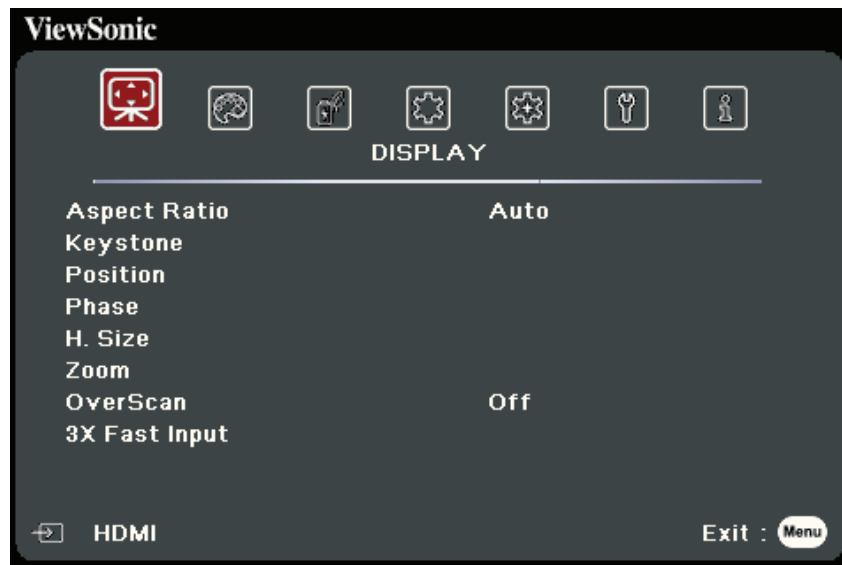 ViewSonic
DISPLAY
Aspect Ratio Auto
Keystone
Position
Phase
H. Size
Zoom
OverScan Off
3X Fast Input
HDMI Exit : Menu